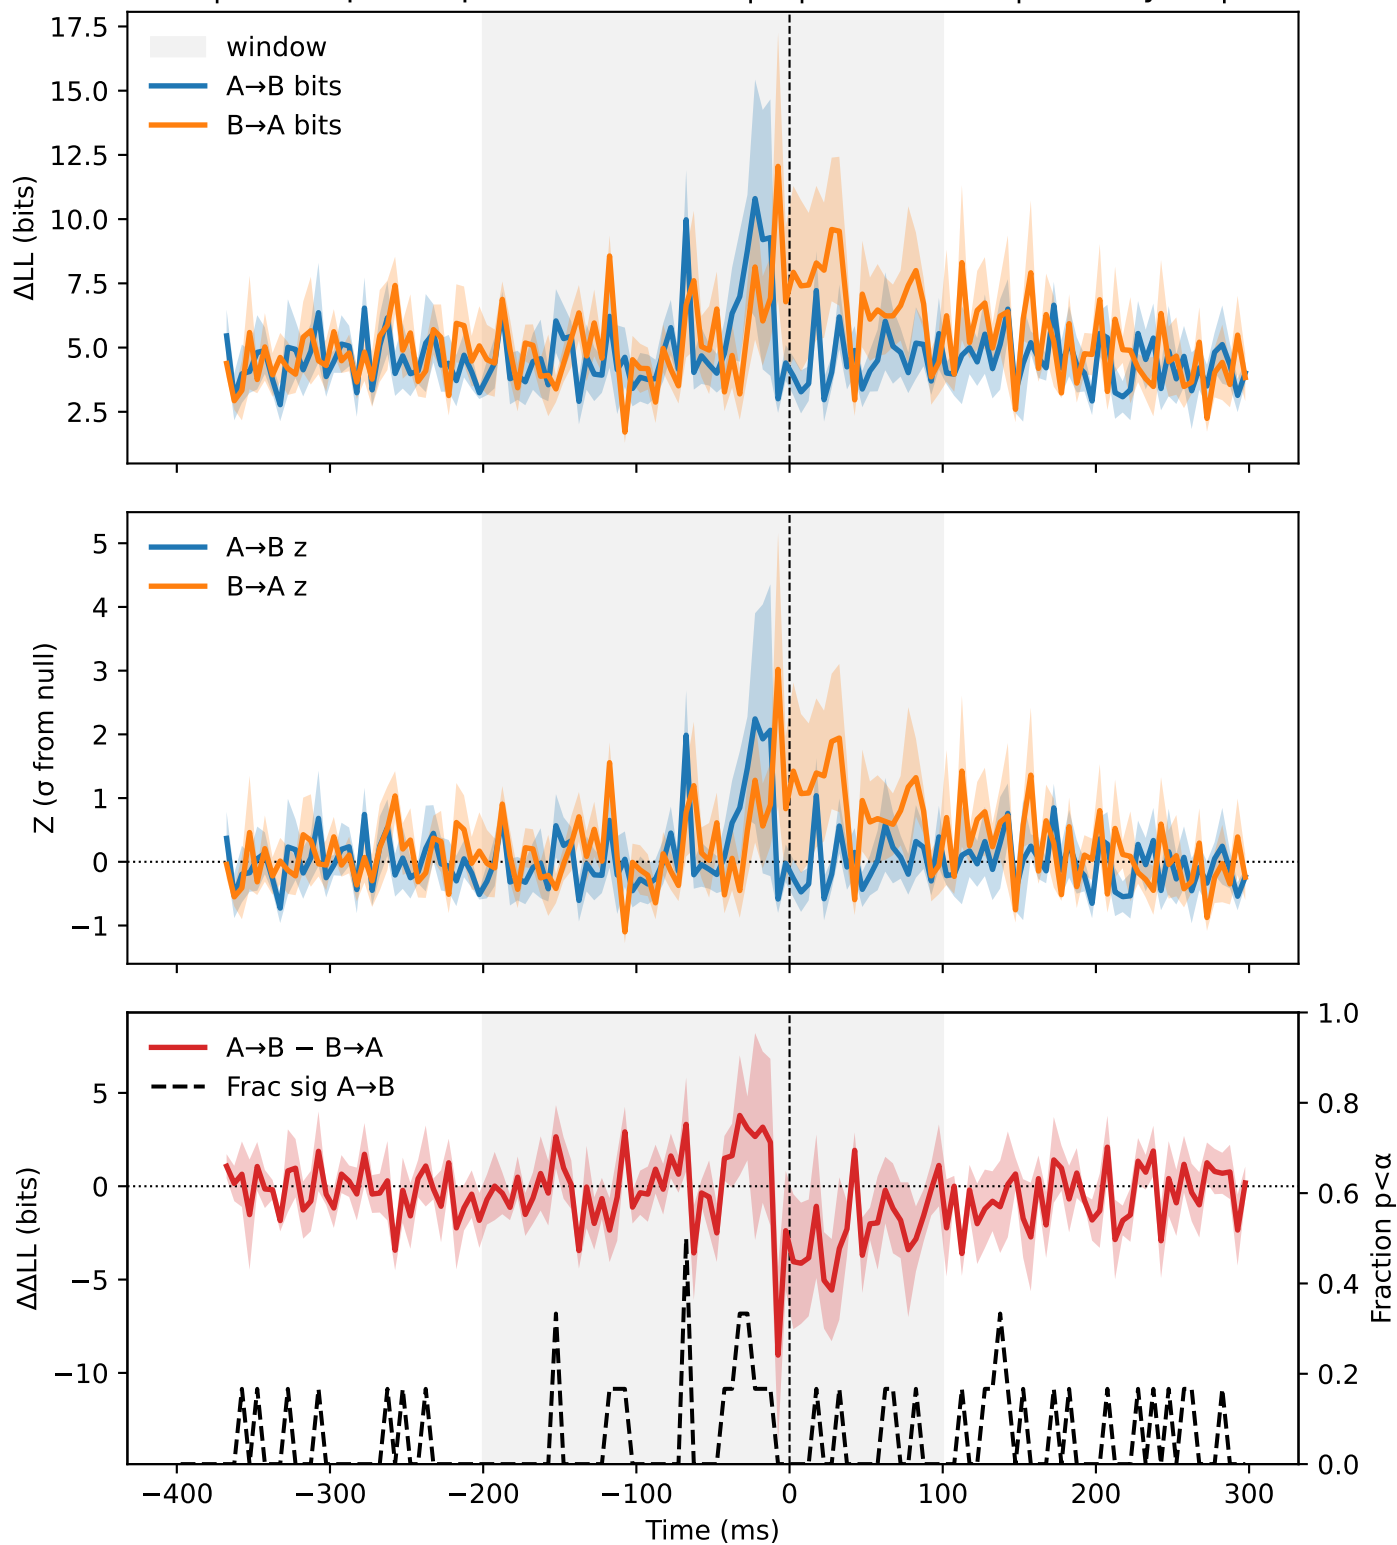 17.5
15.0
12.5
10.0
7.5
5.0
2.5
ΔLL (bits)
window
A→B bits
B→A bits
5
4
3
2
1
0
−1
Z (σ from null)
A→B z
B→A z
5
0
−5
−10
ΔΔLL (bits)
A→B − B→A
Frac sig A→B
1.0
0.8
0.6
0.4
0.2
0.0
Fraction p<α
−400 −300 −200 −100 0 100 200 300
Time (ms)